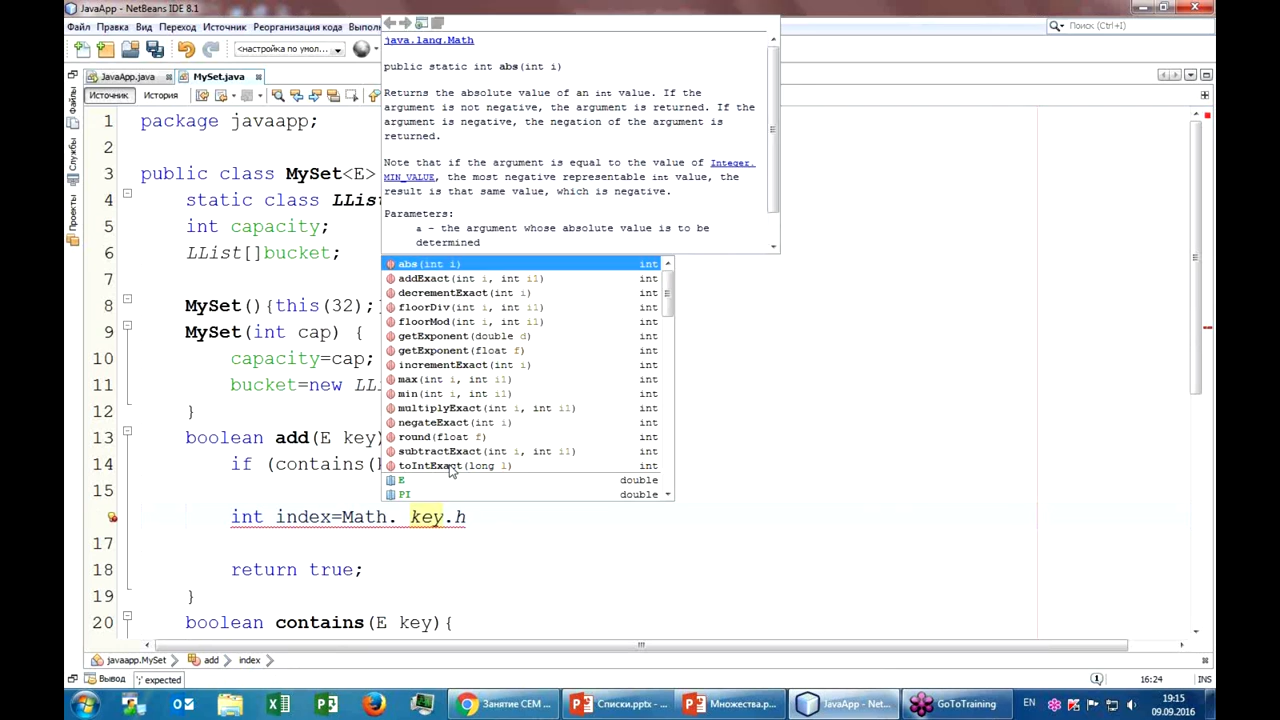 JavaApp - NetBeans IDE 8.1
Файл Правка Вид Переход Источник Реорганизация кода Выполн
Поиск (Ctrl+I)
<настройка по умол...
JavaApp.java MySet.java
Источник История
Файлы
Службы
Проекты
java.lang.Math
public static int abs(int i)
Returns the absolute value of an int value. If the
argument is not negative, the argument is returned. If the
argument is negative, the negation of the argument is
returned.
Note that if the argument is equal to the value of Integer.
MIN_VALUE, the most negative representable int value, the
result is that same value, which is negative.
Parameters:
a - the argument whose absolute value is to be
determined
1 package javaapp;
2
3 public class MySet<E>
4 static class LLis
5 int capacity;
6 LList[]bucket;
7
8 MySet(){this(32);
9 MySet(int cap) {
10 capacity=cap;
11 bucket=new LL
12 }
13 boolean add(E key)
14 if (contains(
15
int index=Math. key.h
17
18 return true;
19 }
20 boolean contains(E key){
abs(int i) int
addExact(int i, int i1) int
decrementExact(int i) int
floorDiv(int i, int i1) int
floorMod(int i, int i1) int
getExponent(double d) int
getExponent(float f) int
incrementExact(int i) int
max(int i, int i1) int
min(int i, int i1) int
multiplyExact(int i, int i1) int
negateExact(int i) int
round(float f) int
subtractExact(int i, int i1) int
toIntExact(long l) int
E double
PI double
javaapp.MySet add index
Вывод ';' expected
16:24 INS
Занятие СЕМ ... Списки.pptx - ... Множества.p... JavaApp - Net... GoToTraining
EN
19:15
09.09.2016